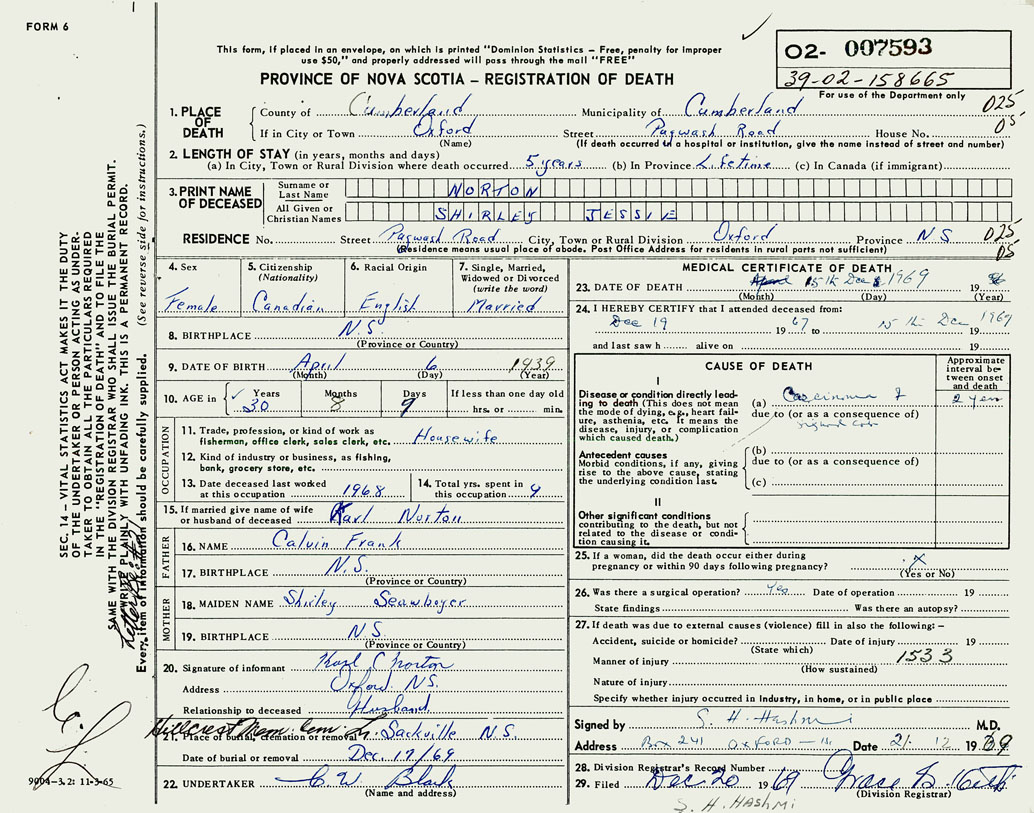 FORM 6
This form, if placed in an envelope, on which is printed "Dominion Statistics – Free, penalty for improper
use $50," and properly addressed will pass through the mail "FREE"
PROVINCE OF NOVA SCOTIA – REGISTRATION OF DEATH
02- 007593
39-02-158665
For use of the Department only
1. PLACE OF DEATH
County of Cumberland Municipality of Cumberland 025
If in City or Town Oxford Street Pugwash Road House No. 05
(Name) (If death occurred in a hospital or institution, give the name instead of street and number)
2. LENGTH OF STAY (in years, months and days)
(a) In City, Town or Rural Division where death occurred 5 years (b) In Province Lifetime (c) In Canada (if immigrant)
3. PRINT NAME OF DECEASED
Surname or Last Name NORTON
All Given or Christian Names SHIRLEY JESSIE
RESIDENCE No. Street Pugwash Road City, Town or Rural Division Oxford Province N S 025
(Residence means usual place of abode. Post Office Address for residents in rural parts not sufficient) 05
4. Sex
Female
5. Citizenship
(Nationality)
Canadian
6. Racial Origin
English
7. Single, Married,
Widowed or Divorced
(write the word)
Married
8. BIRTHPLACE N.S.
(Province or Country)
9. DATE OF BIRTH April 6 1939
(Month) (Day) (Year)
10. AGE in
Years 30
Months 8
Days 9
If less than one day old
hrs. or min.
OCCUPATION
11. Trade, profession, or kind of work as
fisherman, office clerk, sales clerk, etc. Housewife
12. Kind of industry or business, as fishing,
bank, grocery store, etc.
13. Date deceased last worked
at this occupation 1968
14. Total yrs. spent in
this occupation 9
15. If married give name of wife
or husband of deceased Karl Norton
FATHER
16. NAME Calvin Frank
17. BIRTHPLACE N.S.
(Province or Country)
MOTHER
18. MAIDEN NAME Shirley Seawboyer
19. BIRTHPLACE N.S.
(Province or Country)
20. Signature of informant Karl C Norton
Address Oxford N.S.
Relationship to deceased Husband
Hillcrest Mem.
21. Place of burial, cremation or removal Sackville N.S.
Date of burial or removal Dec. 17/69
22. UNDERTAKER C. W. Black
(Name and address)
MEDICAL CERTIFICATE OF DEATH
23. DATE OF DEATH 15th Dec 1969 19
(Month) (Day) (Year)
24. I HEREBY CERTIFY that I attended deceased from:
Dec 19 19 67 to 15th Dec 1969
and last saw h alive on 19
CAUSE OF DEATH
Approximate
interval be-
tween onset
and death
I
Disease or condition directly lead-
ing to death (This does not mean
the mode of dying, e.g., heart fail-
ure, asthenia, etc. It means the
disease, injury, or complication
which caused death.)
(a) Carcinoma 2 years
due to (or as a consequence of)
Antecedent causes
Morbid conditions, if any, giving
rise to the above cause, stating
the underlying condition last.
(b)
due to (or as a consequence of)
(c)
II
Other significant conditions
contributing to the death, but not
related to the disease or condi-
tion causing it.
25. If a woman, did the death occur either during
pregnancy or within 90 days following pregnancy? X
(Yes or No)
26. Was there a surgical operation? Yes Date of operation 19
State findings Was there an autopsy?
27. If death was due to external causes (violence) fill in also the following: –
Accident, suicide or homicide? Date of injury 19
(State which)
Manner of injury 1533
(How sustained)
Nature of injury
Specify whether injury occurred in industry, in home, or in public place
Signed by S. H. Hashmi M.D.
Address Box 241 OXFORD Date 21 12 1969
28. Division Registrar's Record Number
29. Filed Dec 20 1969 Grace
(Division Registrar)
S. H. HASHMI
SEC. 14 – VITAL STATISTICS ACT MAKES IT THE DUTY
OF THE UNDERTAKER OR PERSON ACTING AS UNDER-
TAKER TO OBTAIN ALL THE PARTICULARS REQUIRED
IN THE "REGISTRATION OF DEATH" AND TO FILE THE
SAME WITH THE DIVISION REGISTRAR WHO SHALL ISSUE THE BURIAL PERMIT.
WRITE PLAINLY WITH UNFADING INK. THIS IS A PERMANENT RECORD.
Every item of information should be carefully supplied. (See reverse side for instructions.)
9004-3.2: 11-3-65